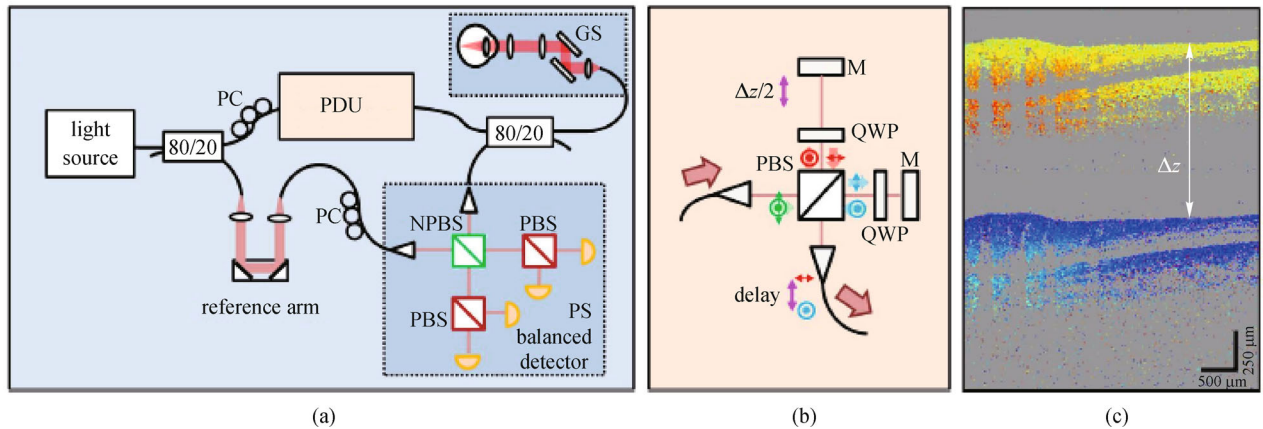 GS
PC
PDU
light
source
80/20
80/20
PC
NPBS
PBS
reference arm
PBS
PS
balanced
detector
(a)
M
Δz/2
QWP
PBS
M
QWP
delay
(b)
Δz
250 μm
500 μm
(c)